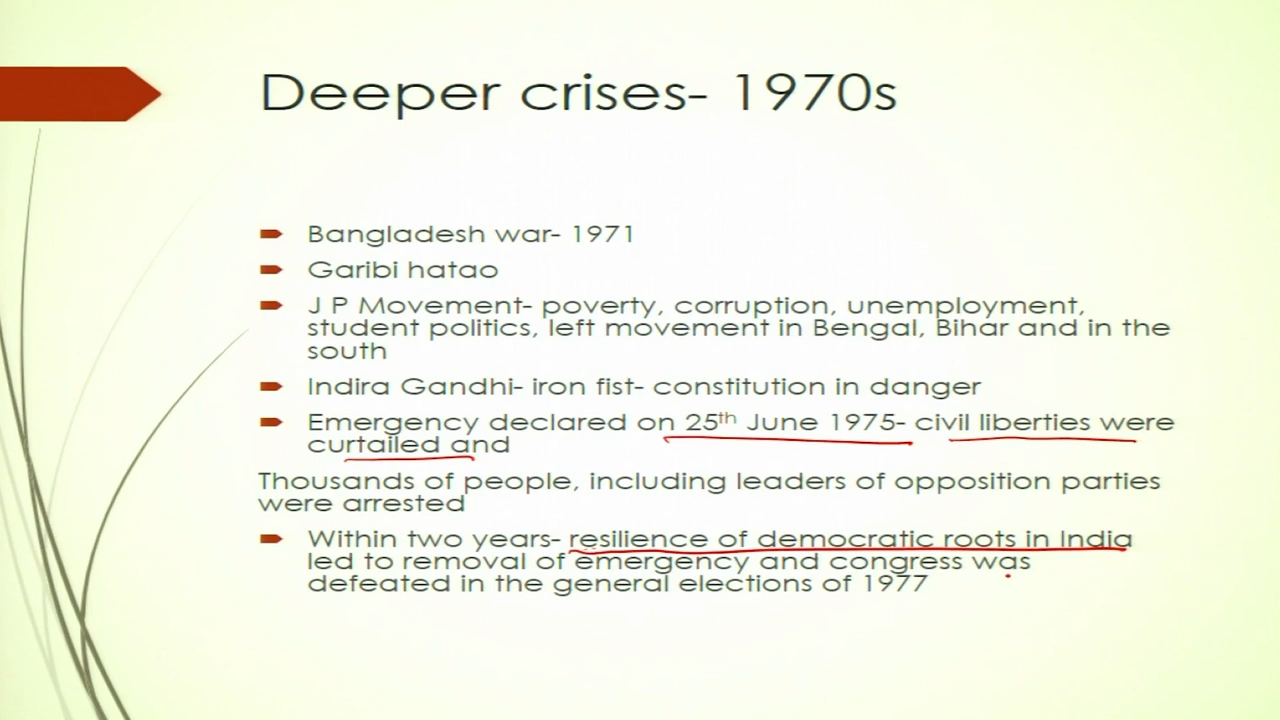 Deeper crises- 1970s
Bangladesh war- 1971
Garibi hatao
J P Movement- poverty, corruption, unemployment,
student politics, left movement in Bengal, Bihar and in the
south
Indira Gandhi- iron fist- constitution in danger
Emergency declared on 25th June 1975- civil liberties were
curtailed and
Thousands of people, including leaders of opposition parties
were arrested
Within two years- resilience of democratic roots in India
led to removal of emergency and congress was
defeated in the general elections of 1977